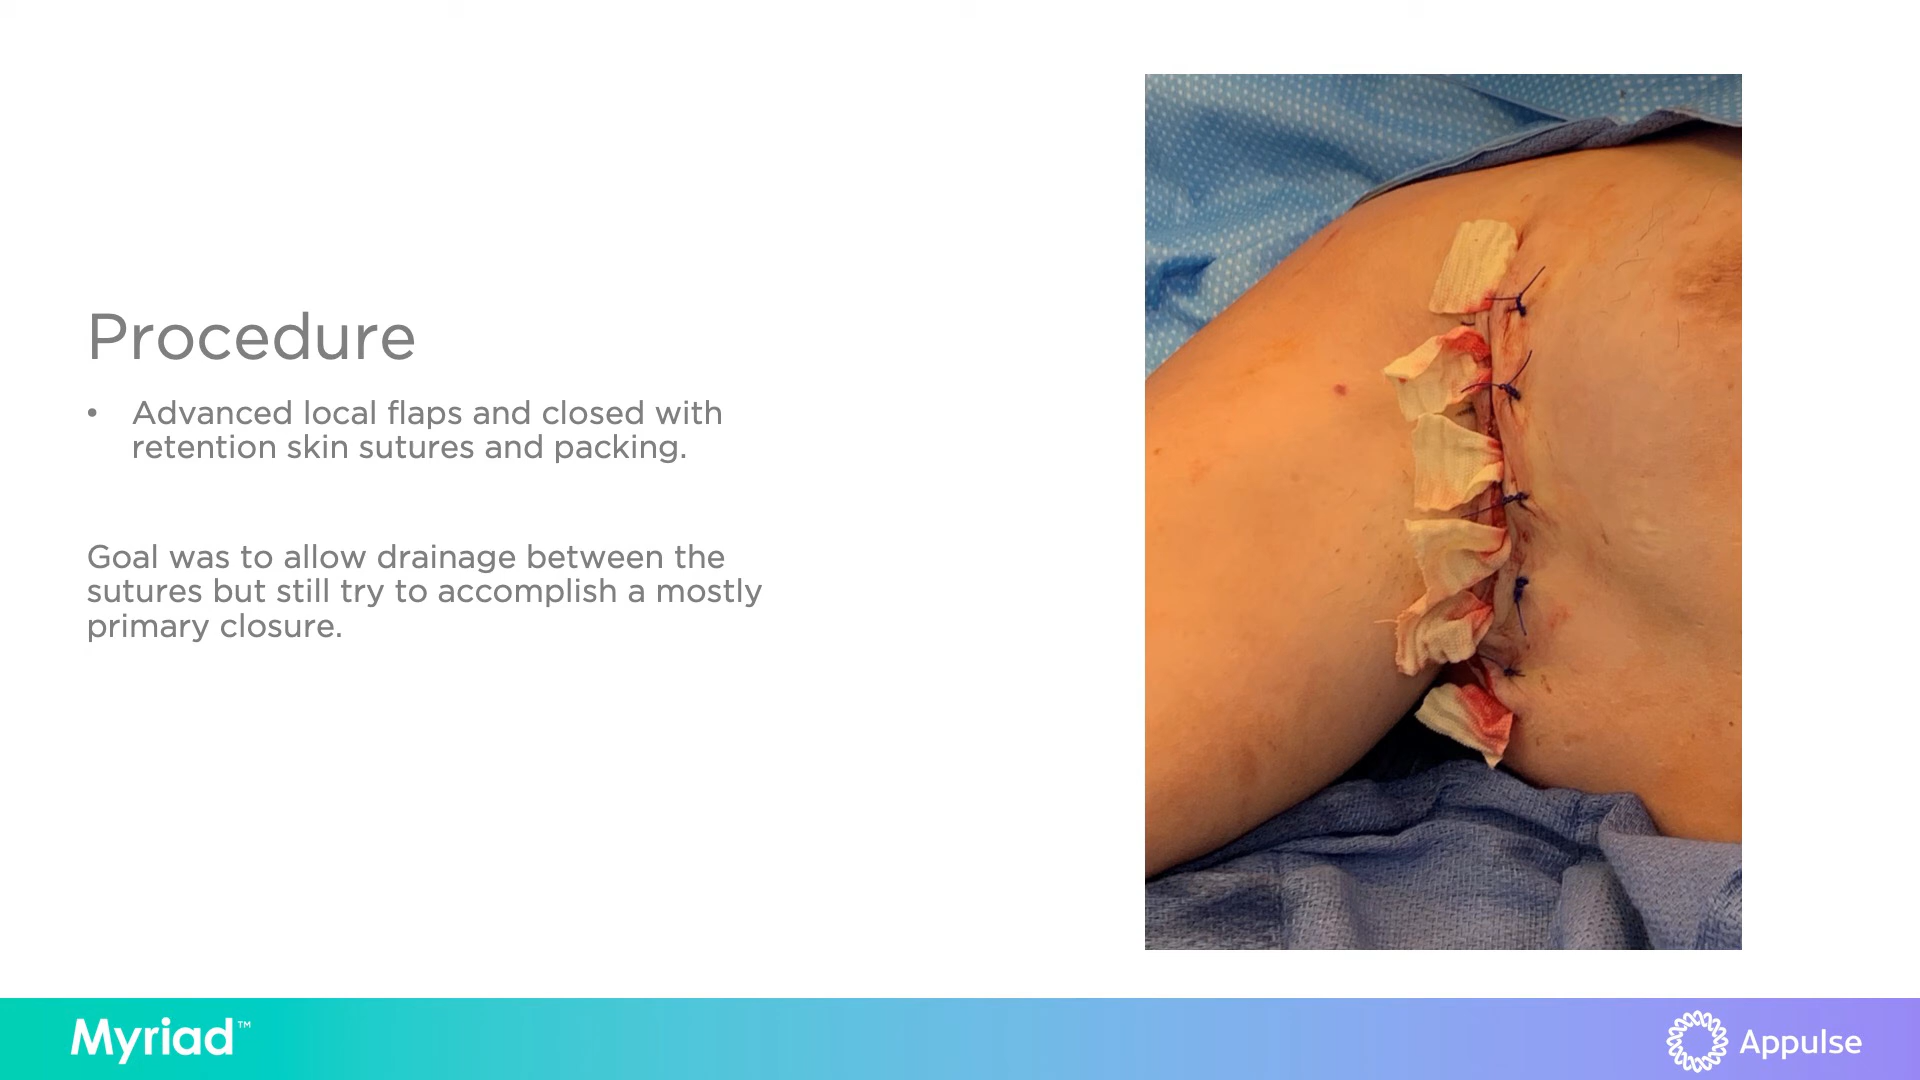 Procedure
• Advanced local flaps and closed with
retention skin sutures and packing.
Goal was to allow drainage between the
sutures but still try to accomplish a mostly
primary closure.
Myriad™
Appulse